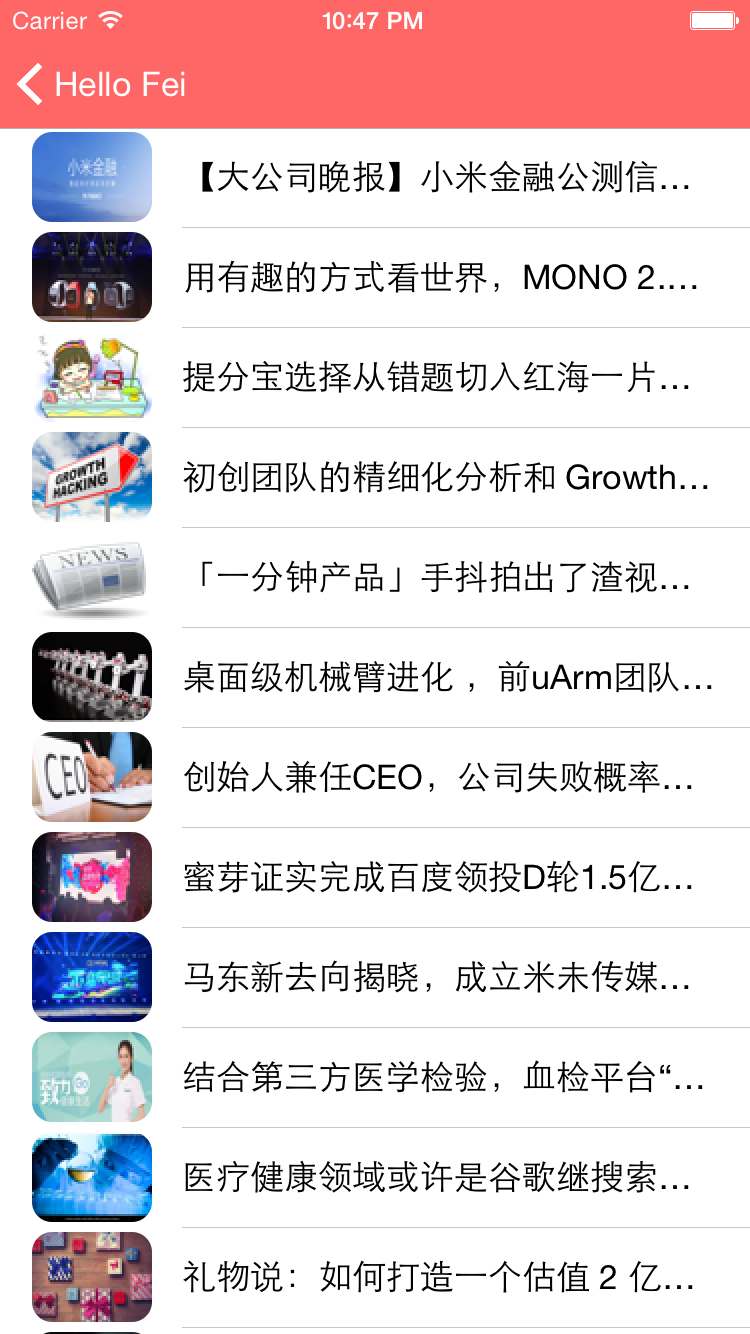 Carrier 10:47 PM
Hello Fei
小米金融
【大公司晚报】小米金融公测信...
用有趣的方式看世界，MONO 2....
提分宝选择从错题切入红海一片...
GROWTH
HACKING
初创团队的精细化分析和 Growth...
NEWS
「一分钟产品」手抖拍出了渣视...
桌面级机械臂进化 ，前uArm团队...
CEO
创始人兼任CEO，公司失败概率...
蜜芽证实完成百度领投D轮1.5亿...
马东新去向揭晓，成立米未传媒...
致力
结合第三方医学检验，血检平台“...
医疗健康领域或许是谷歌继搜索...
礼物说：如何打造一个估值 2 亿...